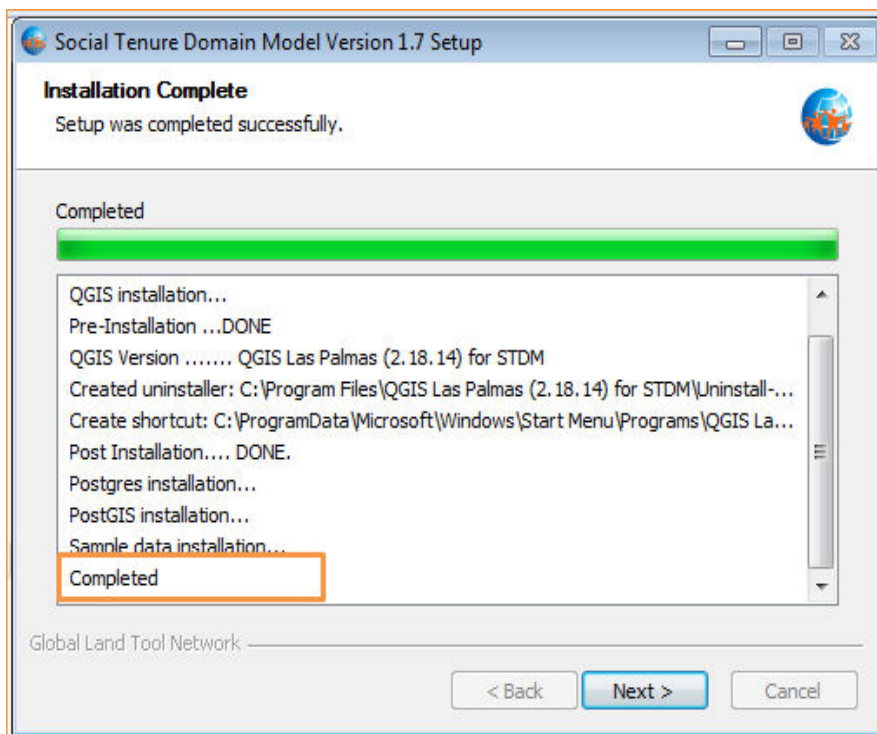 Social Tenure Domain Model Version 1.7 Setup
Installation Complete
Setup was completed successfully.
Completed
QGIS installation...
Pre-Installation ...DONE
QGIS Version ....... QGIS Las Palmas (2.18.14) for STDM
Created uninstaller: C:\Program Files\QGIS Las Palmas (2.18.14) for STDM\Uninstall-...
Create shortcut: C:\ProgramData\Microsoft\Windows\Start Menu\Programs\QGIS La...
Post Installation.... DONE.
Postgres installation...
PostGIS installation...
Sample data installation...
Completed
Global Land Tool Network
< Back Next > Cancel